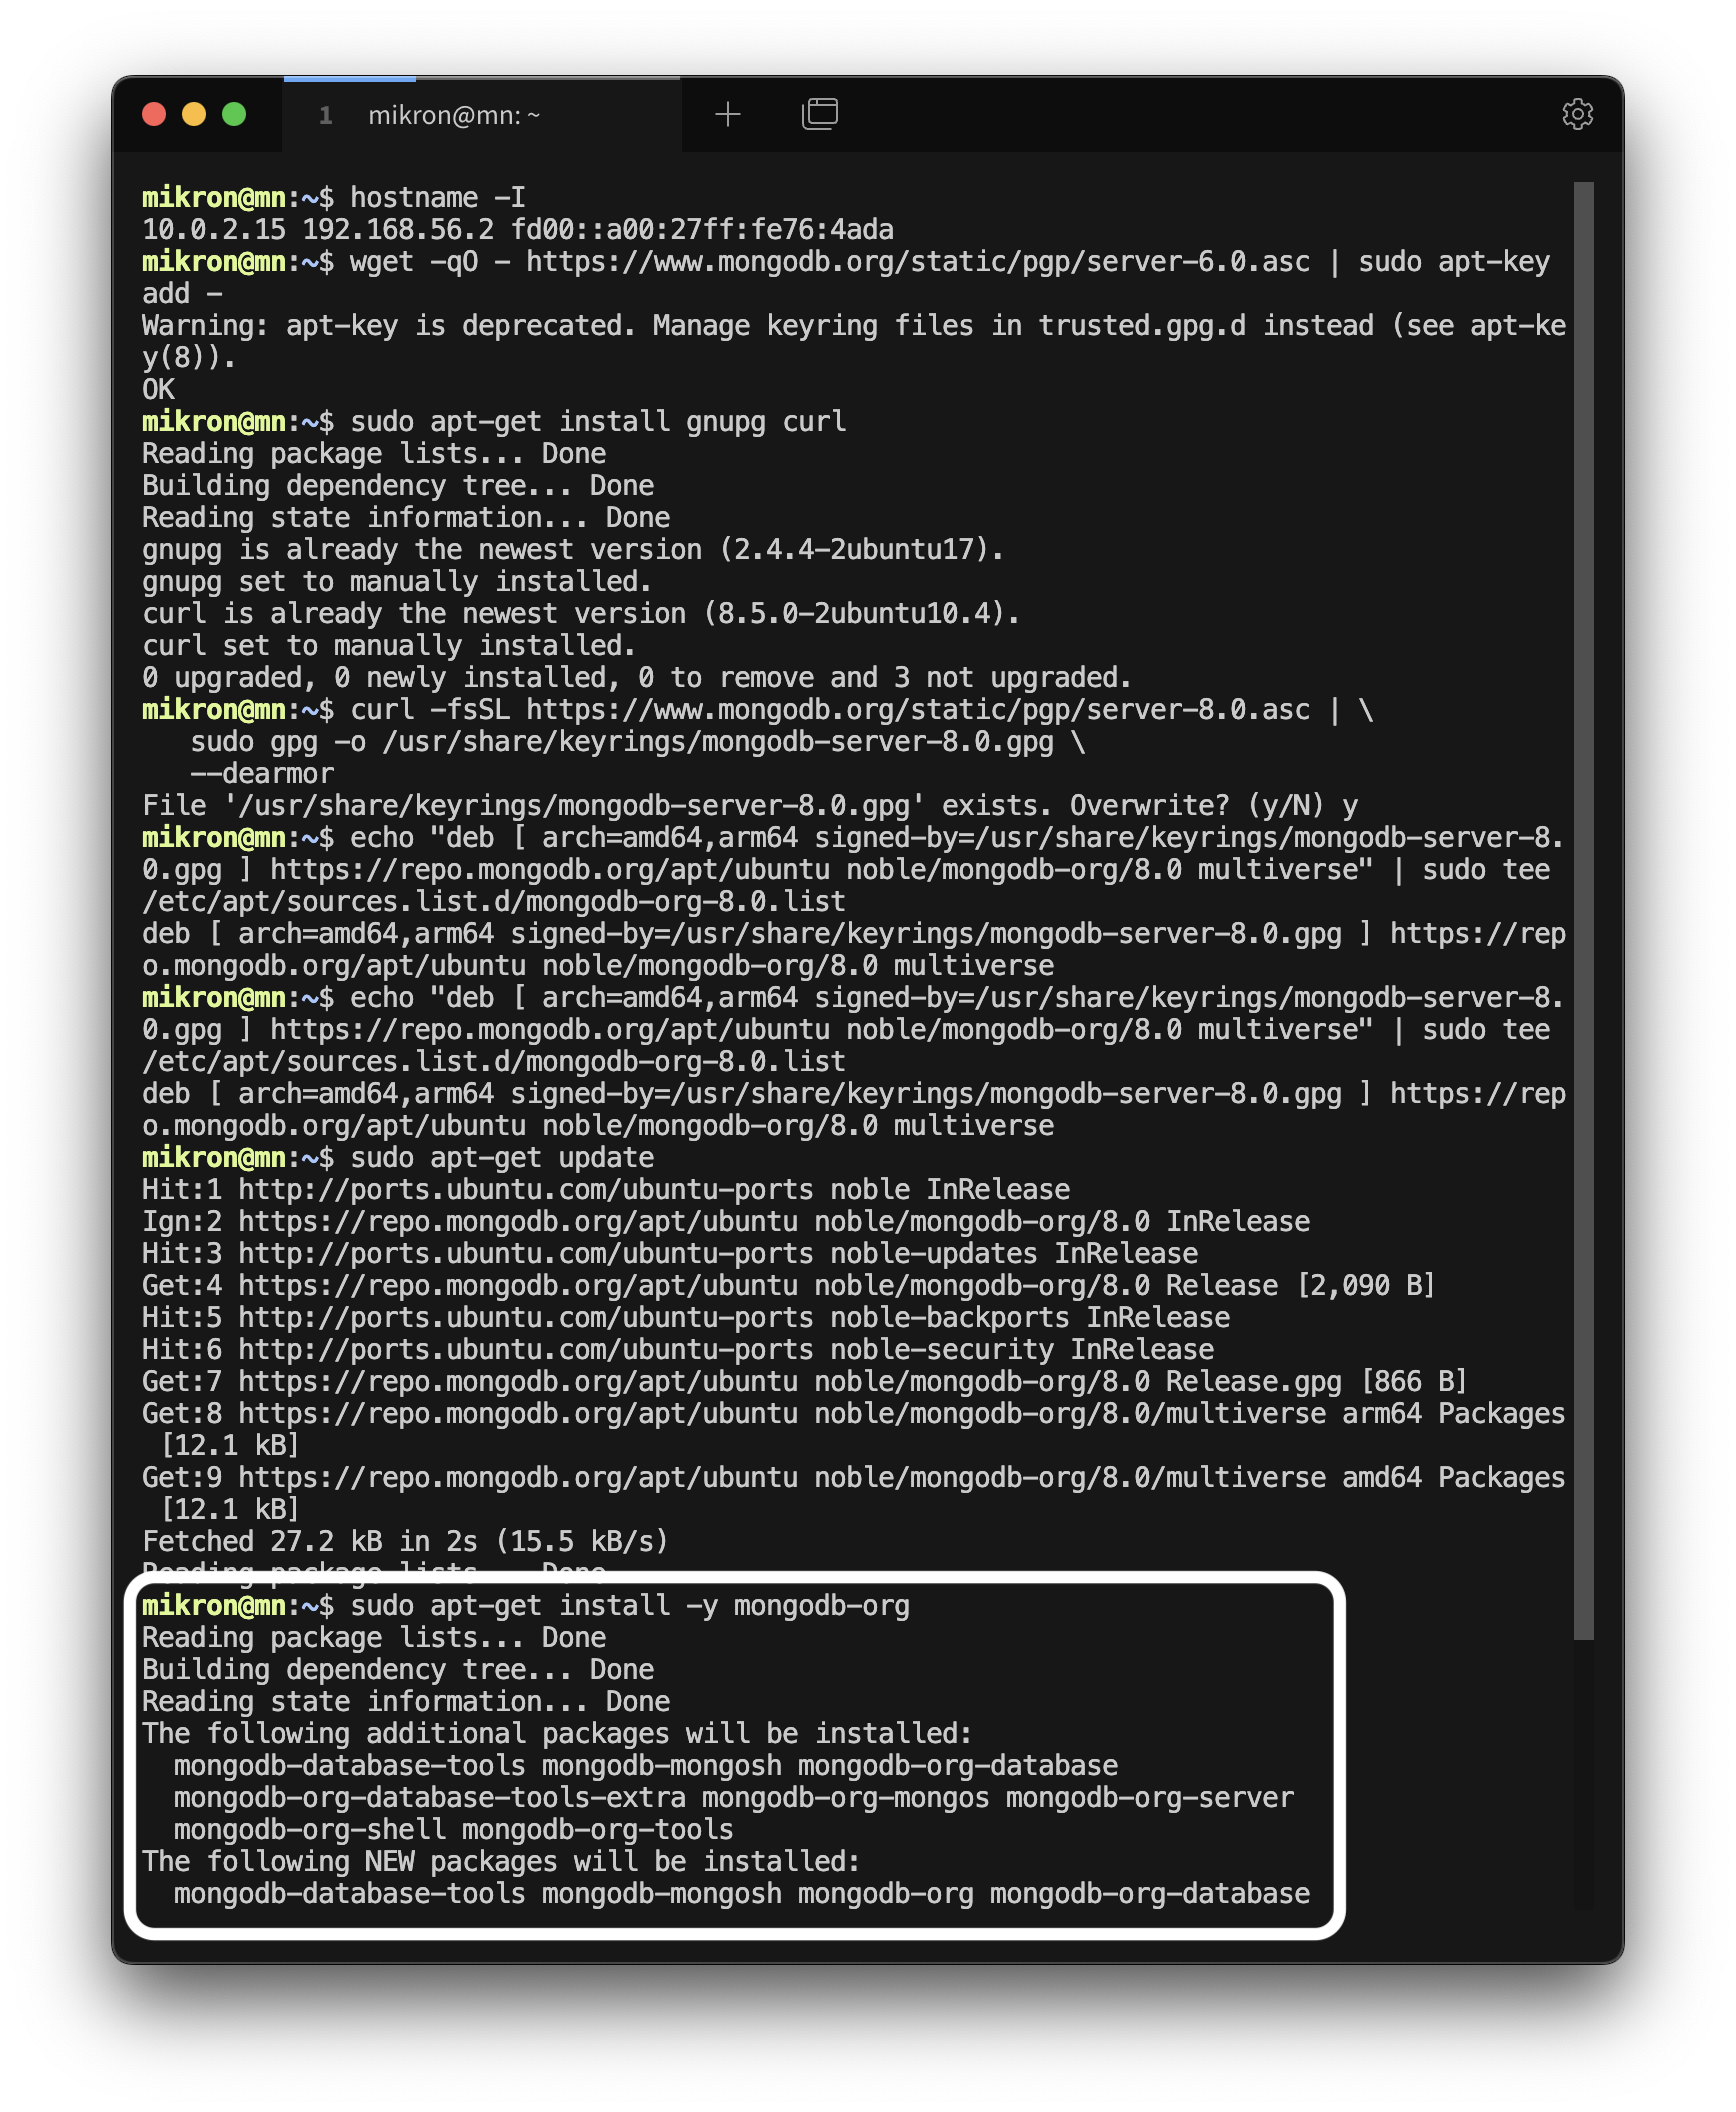 1 mikron@mn: ~
mikron@mn:~$ hostname -I
10.0.2.15 192.168.56.2 fd00::a00:27ff:fe76:4ada
mikron@mn:~$ wget -qO - https://www.mongodb.org/static/pgp/server-6.0.asc | sudo apt-key
add -
Warning: apt-key is deprecated. Manage keyring files in trusted.gpg.d instead (see apt-ke
y(8)).
OK
mikron@mn:~$ sudo apt-get install gnupg curl
Reading package lists... Done
Building dependency tree... Done
Reading state information... Done
gnupg is already the newest version (2.4.4-2ubuntu17).
gnupg set to manually installed.
curl is already the newest version (8.5.0-2ubuntu10.4).
curl set to manually installed.
0 upgraded, 0 newly installed, 0 to remove and 3 not upgraded.
mikron@mn:~$ curl -fsSL https://www.mongodb.org/static/pgp/server-8.0.asc | \
   sudo gpg -o /usr/share/keyrings/mongodb-server-8.0.gpg \
   --dearmor
File '/usr/share/keyrings/mongodb-server-8.0.gpg' exists. Overwrite? (y/N) y
mikron@mn:~$ echo "deb [ arch=amd64,arm64 signed-by=/usr/share/keyrings/mongodb-server-8.
0.gpg ] https://repo.mongodb.org/apt/ubuntu noble/mongodb-org/8.0 multiverse" | sudo tee
/etc/apt/sources.list.d/mongodb-org-8.0.list
deb [ arch=amd64,arm64 signed-by=/usr/share/keyrings/mongodb-server-8.0.gpg ] https://rep
o.mongodb.org/apt/ubuntu noble/mongodb-org/8.0 multiverse
mikron@mn:~$ echo "deb [ arch=amd64,arm64 signed-by=/usr/share/keyrings/mongodb-server-8.
0.gpg ] https://repo.mongodb.org/apt/ubuntu noble/mongodb-org/8.0 multiverse" | sudo tee
/etc/apt/sources.list.d/mongodb-org-8.0.list
deb [ arch=amd64,arm64 signed-by=/usr/share/keyrings/mongodb-server-8.0.gpg ] https://rep
o.mongodb.org/apt/ubuntu noble/mongodb-org/8.0 multiverse
mikron@mn:~$ sudo apt-get update
Hit:1 http://ports.ubuntu.com/ubuntu-ports noble InRelease
Ign:2 https://repo.mongodb.org/apt/ubuntu noble/mongodb-org/8.0 InRelease
Hit:3 http://ports.ubuntu.com/ubuntu-ports noble-updates InRelease
Get:4 https://repo.mongodb.org/apt/ubuntu noble/mongodb-org/8.0 Release [2,090 B]
Hit:5 http://ports.ubuntu.com/ubuntu-ports noble-backports InRelease
Hit:6 http://ports.ubuntu.com/ubuntu-ports noble-security InRelease
Get:7 https://repo.mongodb.org/apt/ubuntu noble/mongodb-org/8.0 Release.gpg [866 B]
Get:8 https://repo.mongodb.org/apt/ubuntu noble/mongodb-org/8.0/multiverse arm64 Packages
 [12.1 kB]
Get:9 https://repo.mongodb.org/apt/ubuntu noble/mongodb-org/8.0/multiverse amd64 Packages
 [12.1 kB]
Fetched 27.2 kB in 2s (15.5 kB/s)
Reading package lists... Done
mikron@mn:~$ sudo apt-get install -y mongodb-org
Reading package lists... Done
Building dependency tree... Done
Reading state information... Done
The following additional packages will be installed:
  mongodb-database-tools mongodb-mongosh mongodb-org-database
  mongodb-org-database-tools-extra mongodb-org-mongos mongodb-org-server
  mongodb-org-shell mongodb-org-tools
The following NEW packages will be installed:
  mongodb-database-tools mongodb-mongosh mongodb-org mongodb-org-database